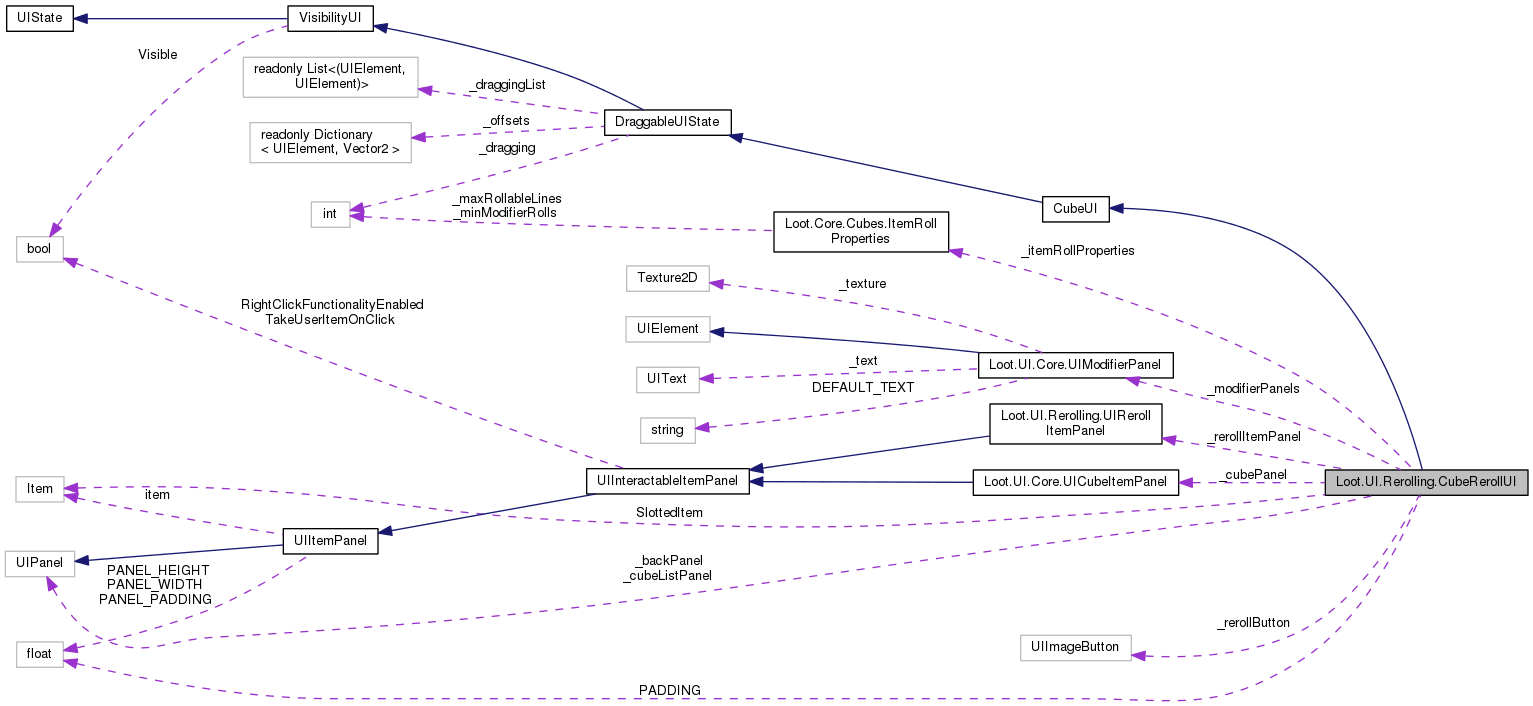 UIState
VisibilityUI
Visible
readonly List<(UIElement,
UIElement)>
_draggingList
DraggableUIState
readonly Dictionary
< UIElement, Vector2 >
_offsets
_dragging
int
_maxRollableLines
_minModifierRolls
Loot.Core.Cubes.ItemRoll
Properties
CubeUI
bool
_itemRollProperties
Texture2D
_texture
RightClickFunctionalityEnabled
TakeUserItemOnClick
UIElement
Loot.UI.Core.UIModifierPanel
_text
UIText
DEFAULT_TEXT
_modifierPanels
string
Loot.UI.Rerolling.UIReroll
ItemPanel
_rerollItemPanel
Item
item
UIInteractableItemPanel
Loot.UI.Core.UICubeItemPanel
_cubePanel
Loot.UI.Rerolling.CubeRerollUI
SlottedItem
UIItemPanel
UIPanel
PANEL_HEIGHT
PANEL_WIDTH
PANEL_PADDING
_backPanel
_cubeListPanel
float
_rerollButton
UIImageButton
PADDING